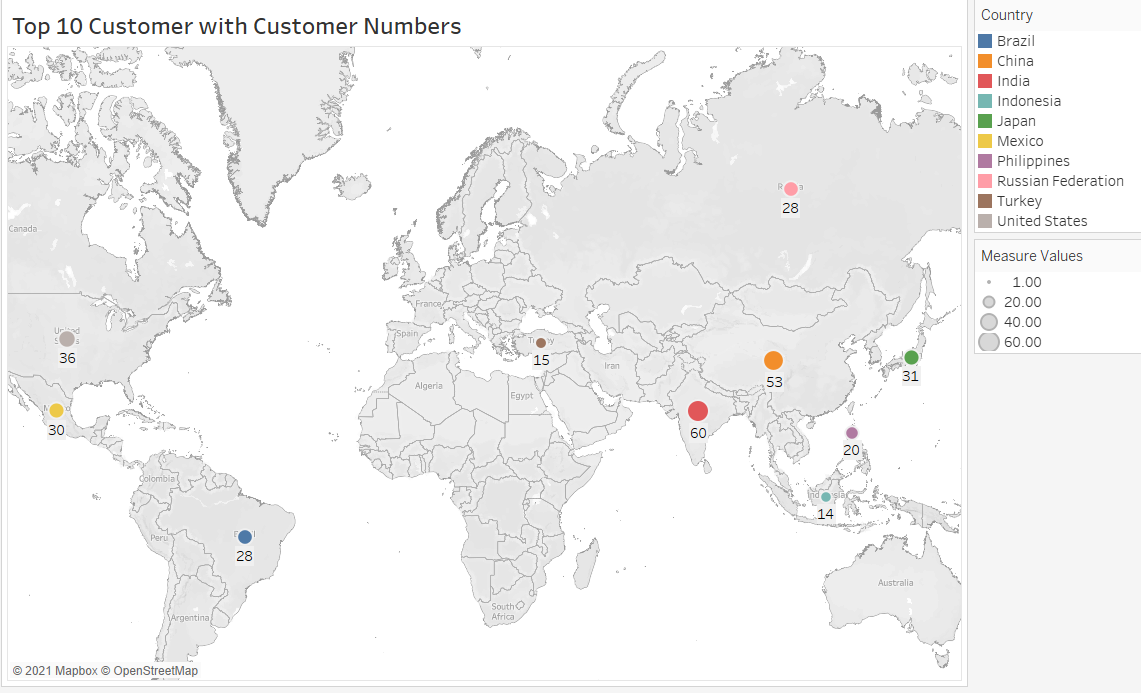 Top 10 Customer with Customer Numbers
Country
Brazil
China
India
Indonesia
Japan
Mexico
Philippines
Russian Federation
Turkey
United States
Measure Values
1.00
20.00
40.00
60.00
28
Canada
France
United
36
Spain
15
Iran
53
31
Algeria
Egypt
30
60
20
Colombia
14
Peru
28
Australia
South
Africa
Argentina
© 2021 Mapbox © OpenStreetMap